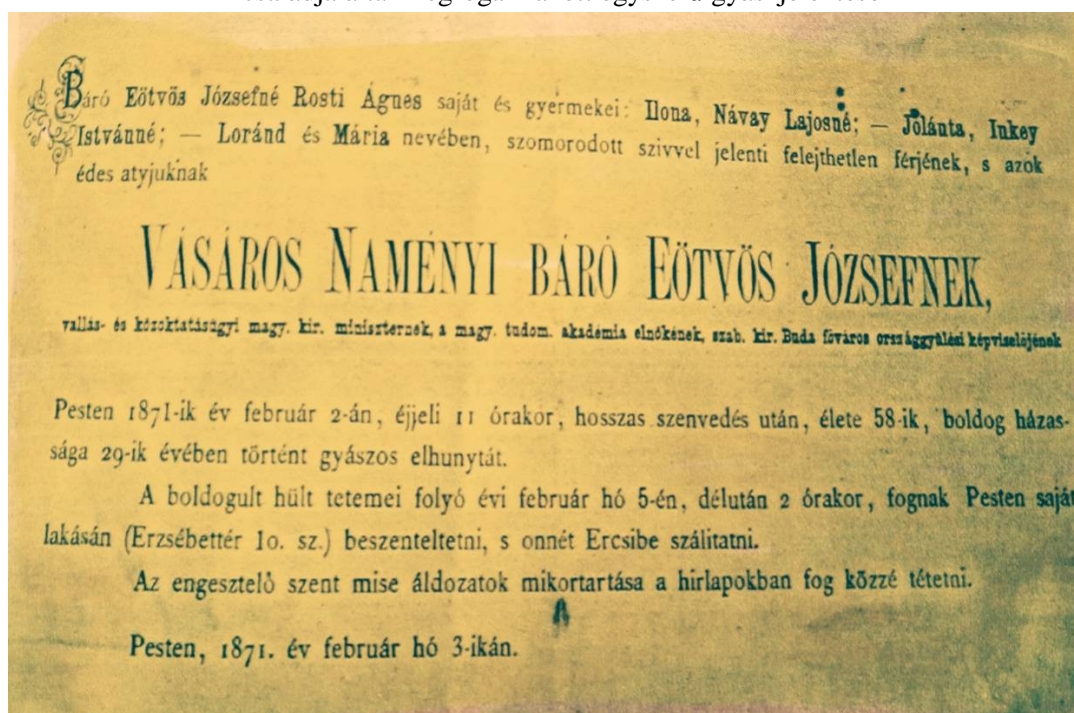 Báró Eötvös Józsefné Rosti Ágnes saját és gyermekei: Ilona, Návay Lajosné; — Jolánta, Inkey
Istvánné; — Loránd és Mária nevében, szomorodott szivvel jelenti felejthetlen férjének, s azok
édes atyjuknak
VÁSÁROS NAMÉNYI BÁRÓ EÖTVÖS JÓZSEFNEK,
vallás- és közoktatásügyi magy. kir. miniszternek, a magy. tudom. akadémia elnökének, szab. kir. Buda főváros országgyülési képviselőjének
Pesten 1871-ik év február 2-án, éjjeli 11 órakor, hosszas szenvedés után, élete 58-ik, boldog házas-
sága 29-ik évében történt gyászos elhunytát.
A boldogult hült tetemei folyó évi február hó 5-én, délután 2 órakor, fognak Pesten saját
lakásán (Erzsébettér 10. sz.) beszenteltetni, s onnét Ercsibe szálitatni.
Az engesztelő szent mise áldozatok mikortartása a hirlapokban fog közzé tétetni.
Pesten, 1871. év február hó 3-ikán.